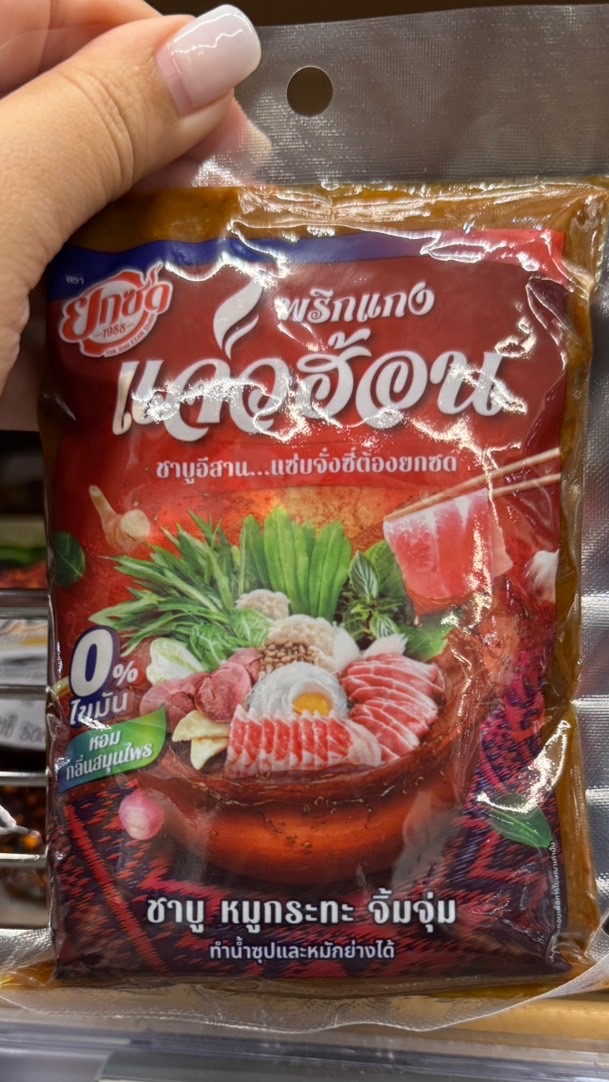 ตรา
ยกซด
1988
พริกแกง
แจ่วฮ้อน
ชาบูอีสาน...แซ่บจั่งซี่ต้องยกซด
0%
ไขมัน
หอม
กลิ่นสมุนไพร
ชาบู หมูกระทะ จิ้มจุ่ม
ทำน้ำซุปและหมักย่างได้